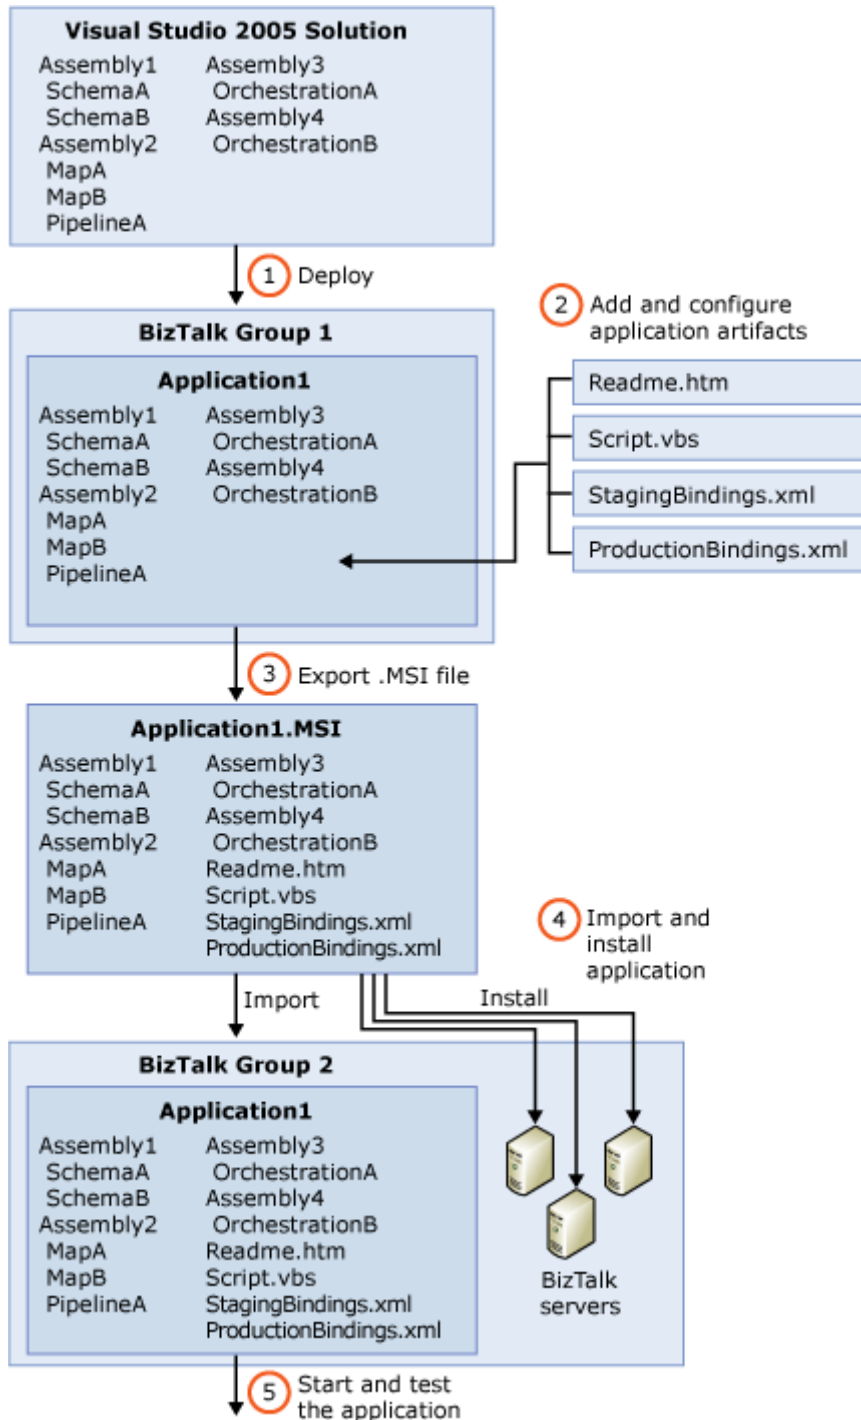 Visual Studio 2005 Solution
Assembly1
SchemaA
SchemaB
Assembly2
MapA
MapB
PipelineA
Assembly3
OrchestrationA
Assembly4
OrchestrationB
1 Deploy
2 Add and configure
application artifacts
Readme.htm
Script.vbs
StagingBindings.xml
ProductionBindings.xml
BizTalk Group 1
Application1
Assembly1
SchemaA
SchemaB
Assembly2
MapA
MapB
PipelineA
Assembly3
OrchestrationA
Assembly4
OrchestrationB
3 Export .MSI file
Application1.MSI
Assembly1
SchemaA
SchemaB
Assembly2
MapA
MapB
PipelineA
Assembly3
OrchestrationA
Assembly4
OrchestrationB
Readme.htm
Script.vbs
StagingBindings.xml
ProductionBindings.xml
4 Import and
install
application
Import
Install
BizTalk Group 2
Application1
Assembly1
SchemaA
SchemaB
Assembly2
MapA
MapB
PipelineA
Assembly3
OrchestrationA
Assembly4
OrchestrationB
Readme.htm
Script.vbs
StagingBindings.xml
ProductionBindings.xml
BizTalk
servers
5 Start and test
the application